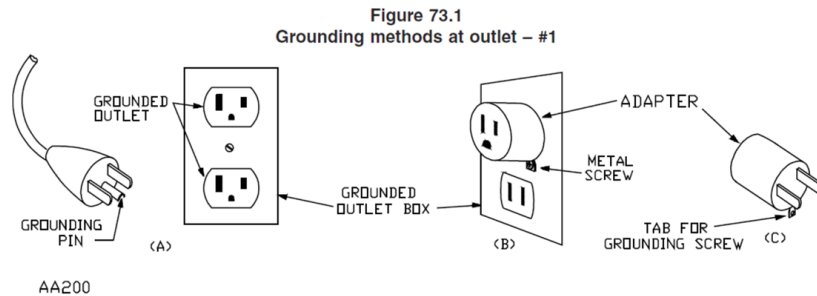 Figure 73.1
Grounding methods at outlet – #1
GROUNDED
OUTLET
GROUNDING
PIN
(A)
GROUNDED
OUTLET BOX
ADAPTER
METAL
SCREW
(B)
TAB FOR
GROUNDING SCREW
(C)
AA200